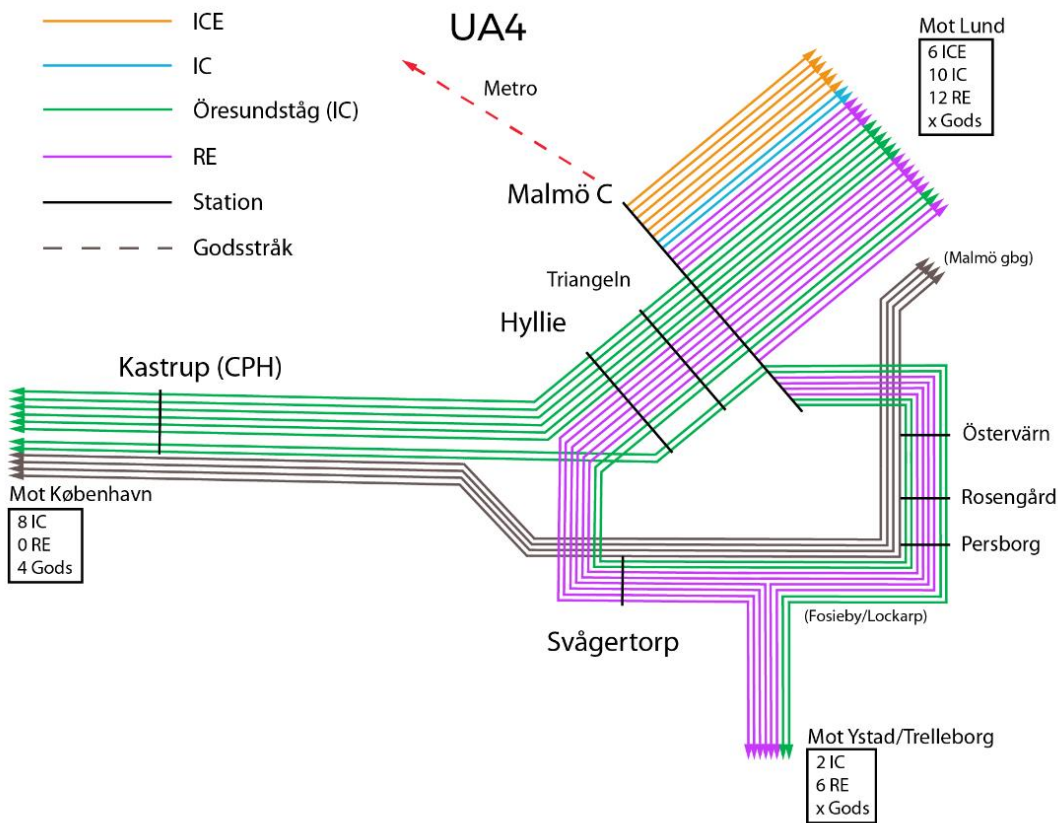 ICE
IC
Öresundståg (IC)
RE
Station
Godsstråk
UA4
Metro
Mot Lund
6 ICE
10 IC
12 RE
x Gods
Malmö C
(Malmö gbg)
Triangeln
Hyllie
Kastrup (CPH)
Östervärn
Rosengård
Persborg
Mot København
8 IC
0 RE
4 Gods
(Fosieby/Lockarp)
Svågertorp
Mot Ystad/Trelleborg
2 IC
6 RE
x Gods